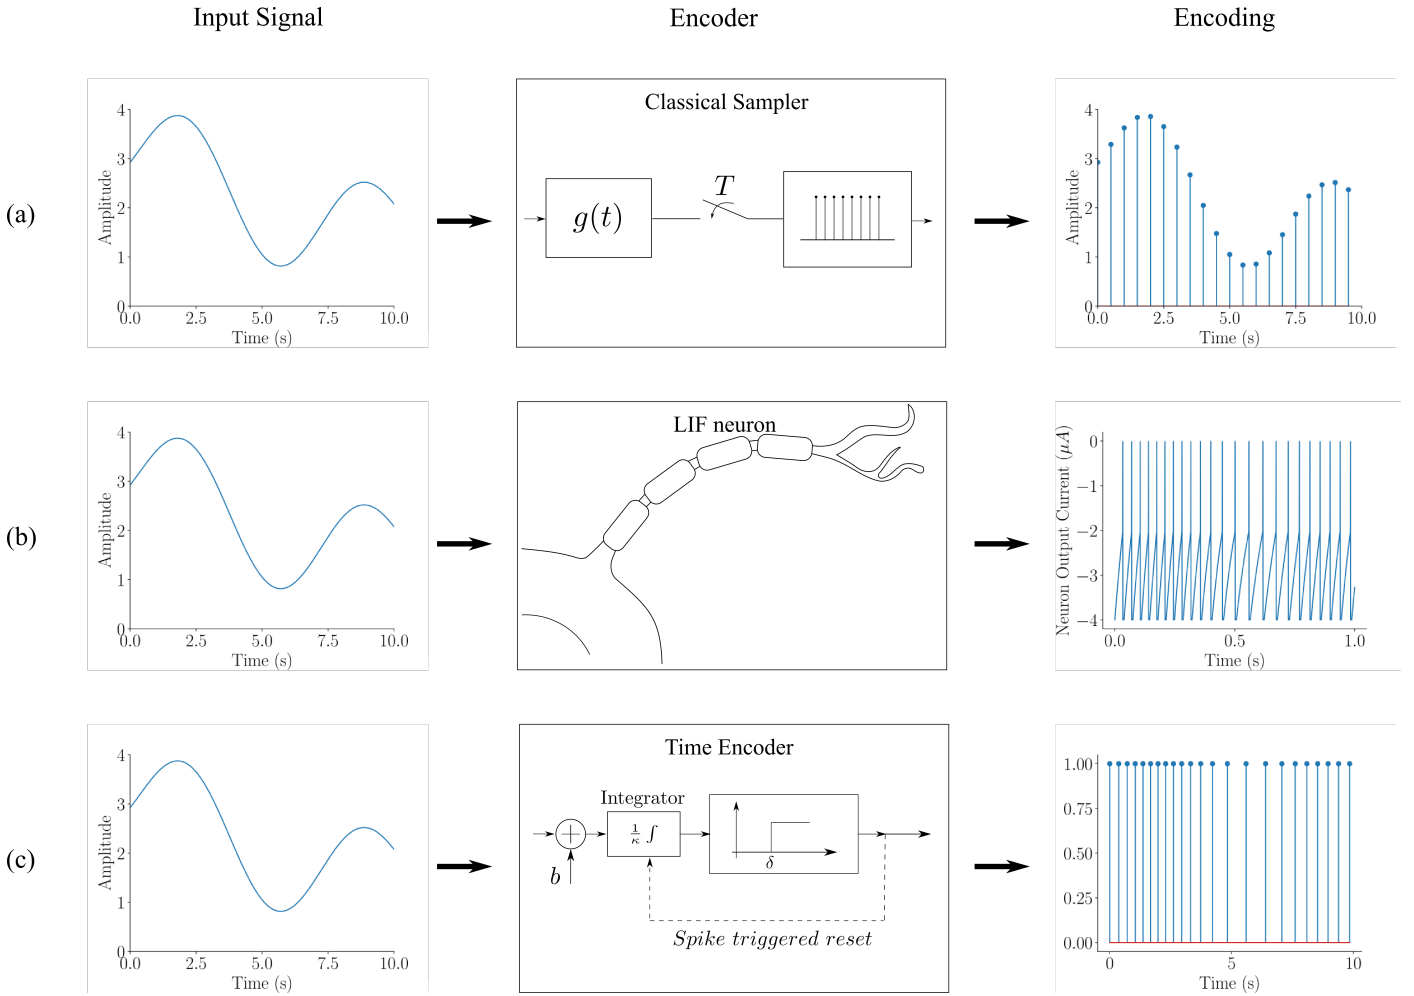 Input Signal
Encoder
Encoding
(a)
Amplitude
4
3
2
1
0
0.0 2.5 5.0 7.5 10.0
Time (s)
Classical Sampler
g(t)
T
Amplitude
4
3
2
1
0
0.0 2.5 5.0 7.5 10.0
Time (s)
(b)
Amplitude
4
3
2
1
0
0.0 2.5 5.0 7.5 10.0
Time (s)
LIF neuron
Neuron Output Current (μA)
0
−1
−2
−3
−4
0.0 0.5 1.0
Time (s)
(c)
Amplitude
4
3
2
1
0
0.0 2.5 5.0 7.5 10.0
Time (s)
Time Encoder
Integrator
1/κ ∫
δ
b
Spike triggered reset
1.00
0.75
0.50
0.25
0.00
0 5 10
Time (s)